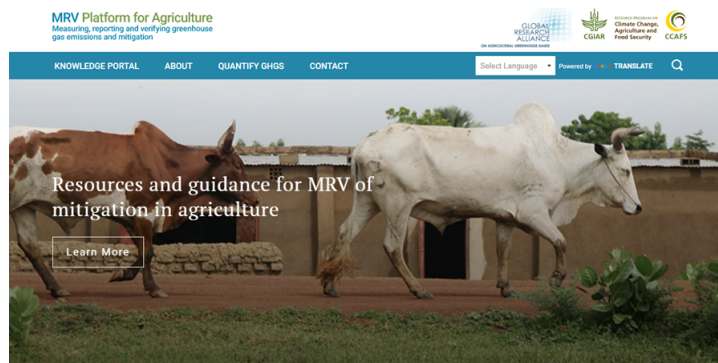 MRV Platform for Agriculture
Measuring, reporting and verifying greenhouse
gas emissions and mitigation
GLOBAL
RESEARCH
ALLIANCE
ON AGRICULTURAL GREENHOUSE GASES
CGIAR
RESEARCH PROGRAM ON
Climate Change,
Agriculture and
Food Security
CCAFS
KNOWLEDGE PORTAL
ABOUT
QUANTIFY GHGS
CONTACT
Select Language
Powered by
TRANSLATE
Resources and guidance for MRV of
mitigation in agriculture
Learn More